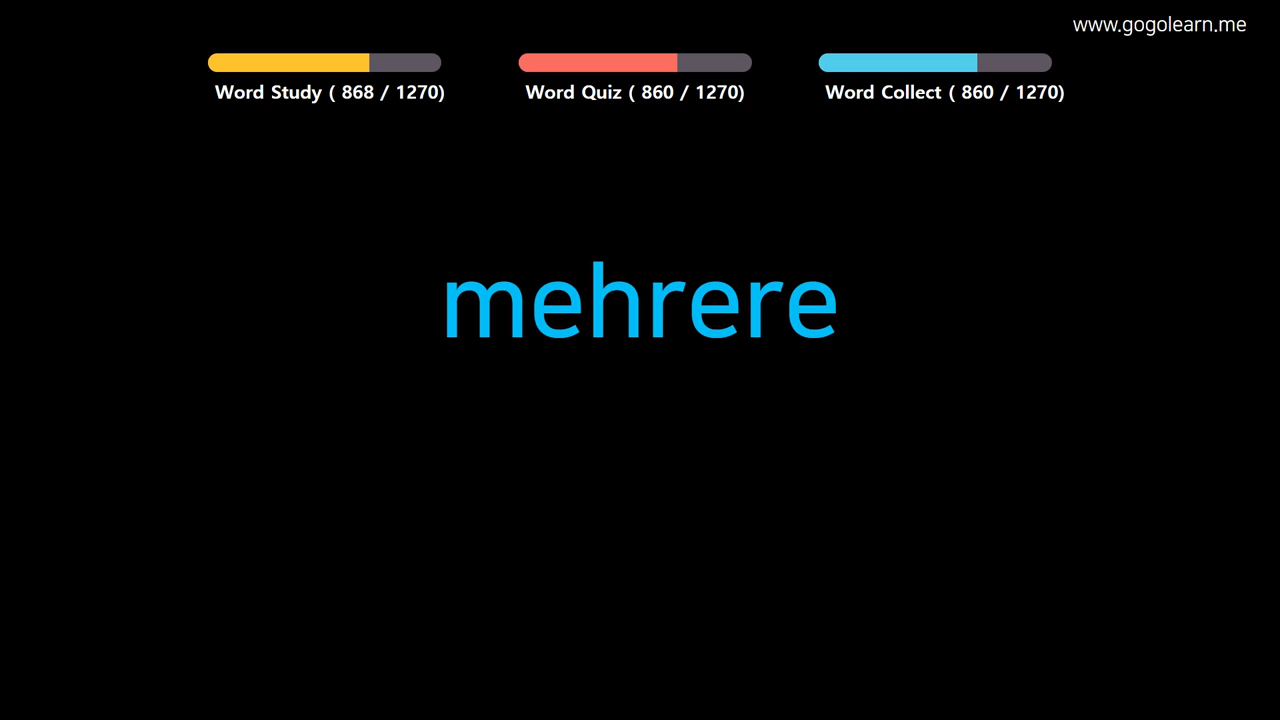 www.gogolearn.me
Word Study ( 868 / 1270)
Word Quiz ( 860 / 1270)
Word Collect ( 860 / 1270)
mehrere